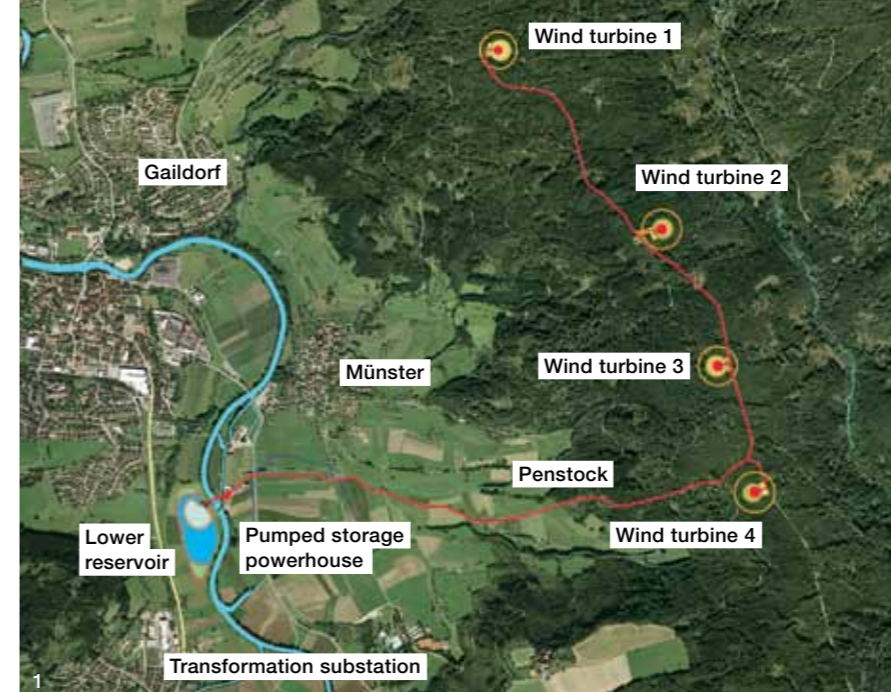 Wind turbine 1
Gaildorf
Wind turbine 2
Münster
Wind turbine 3
Penstock
Wind turbine 4
Lower
reservoir
Pumped storage
powerhouse
Transformation substation
1